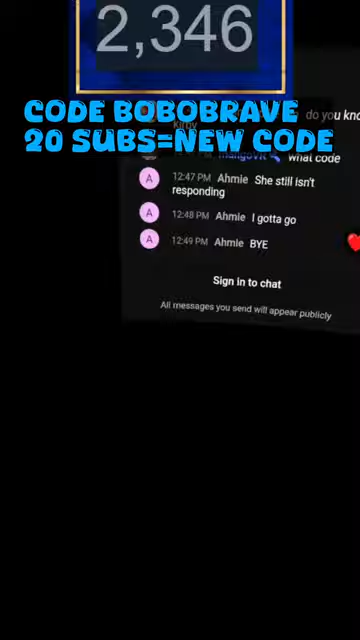 2,346
CODE BOBOBRAVE
do you kno
20 SUBS=NEW CODE
what code
12:47 PM Ahmie She still isn't
responding
A
12:48 PM Ahmie I gotta go
A
12:49 PM Ahmie BYE
A
Sign in to chat
All messages you send will appear publicly